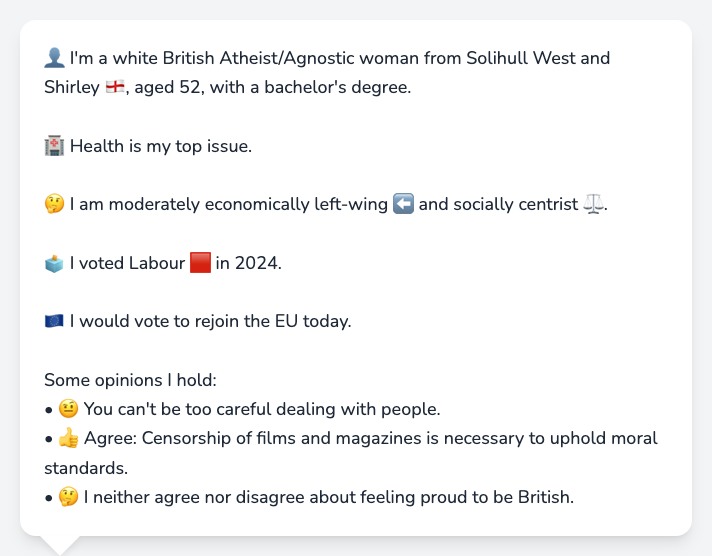 👤 I'm a white British Atheist/Agnostic woman from Solihull West and
Shirley 🏴󠁧󠁢󠁥󠁮󠁧󠁿, aged 52, with a bachelor's degree.
🏥 Health is my top issue.
🤔 I am moderately economically left-wing ⬅️ and socially centrist ⚖️.
🗳️ I voted Labour 🟥 in 2024.
🇪🇺 I would vote to rejoin the EU today.
Some opinions I hold:
• 🤨 You can't be too careful dealing with people.
• 👍 Agree: Censorship of films and magazines is necessary to uphold moral
standards.
• 🤔 I neither agree nor disagree about feeling proud to be British.